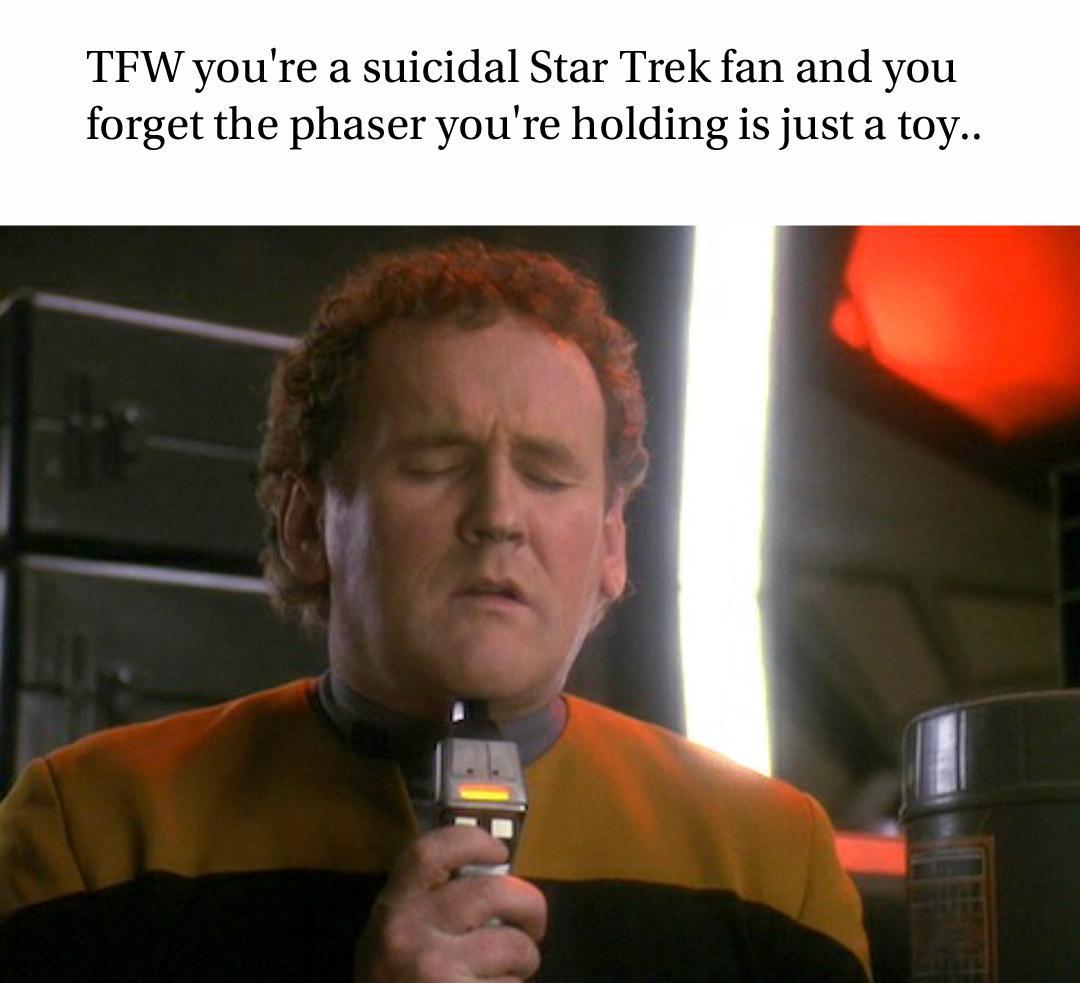 TFW you're a suicidal Star Trek fan and you
forget the phaser you're holding is just a toy..